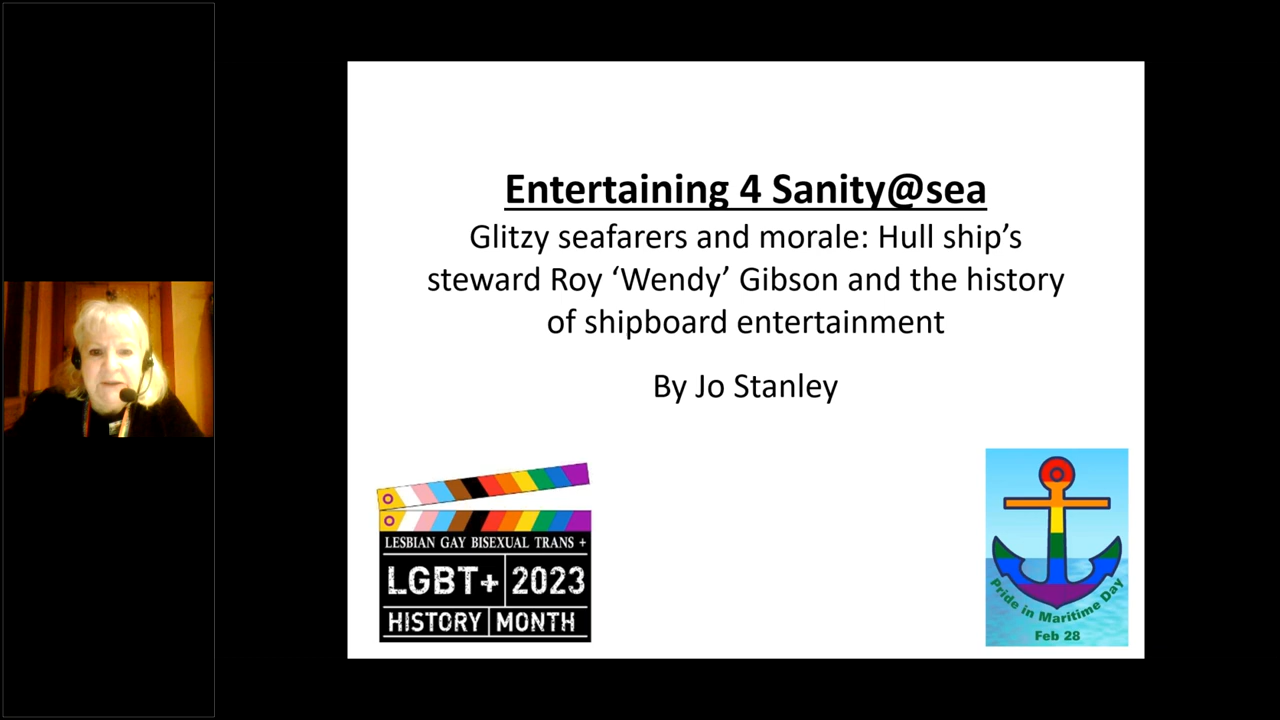 Entertaining 4 Sanity@sea
Glitzy seafarers and morale: Hull ship’s
steward Roy ‘Wendy’ Gibson and the history
of shipboard entertainment
By Jo Stanley
LESBIAN GAY BISEXUAL TRANS +
LGBT+ 2023
HISTORY MONTH
Pride in Maritime Day
Feb 28